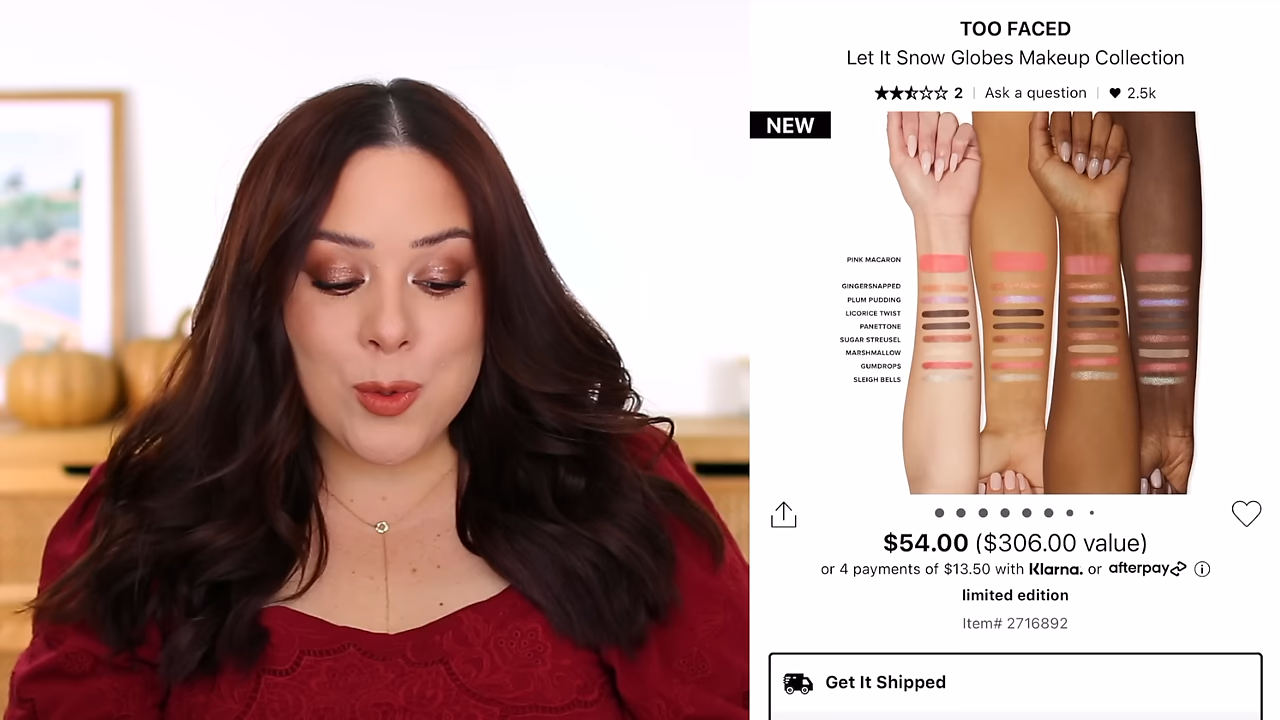 TOO FACED
Let It Snow Globes Makeup Collection
2 | Ask a question | 2.5k
NEW
PINK MACARON
GINGERSNAPPED
PLUM PUDDING
LICORICE TWIST
PANETTONE
SUGAR STREUSEL
MARSHMALLOW
GUMDROPS
SLEIGH BELLS
$54.00 ($306.00 value)
or 4 payments of $13.50 with Klarna. or afterpay
limited edition
Item# 2716892
Get It Shipped